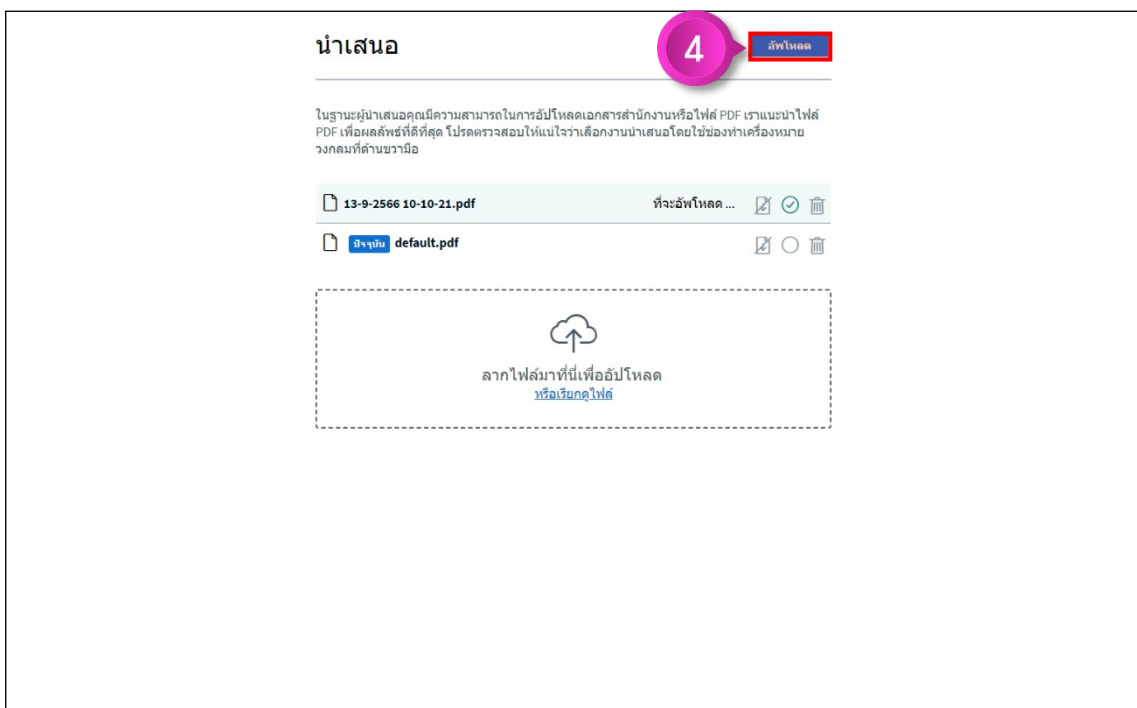 นำเสนอ
4
อัพโหลด
ในฐานะผู้นำเสนอคุณมีความสามารถในการอัปโหลดเอกสารสำนักงานหรือไฟล์ PDF เราแนะนำไฟล์
PDF เพื่อผลลัพธ์ที่ดีที่สุด โปรดตรวจสอบให้แน่ใจว่าเลือกงานนำเสนอโดยใช้ช่องทำเครื่องหมาย
วงกลมที่ด้านขวามือ
13-9-2566 10-10-21.pdf ที่จะอัพโหลด ...
ปัจจุบัน default.pdf
ลากไฟล์มาที่นี่เพื่ออัปโหลด
หรือเรียกดูไฟล์